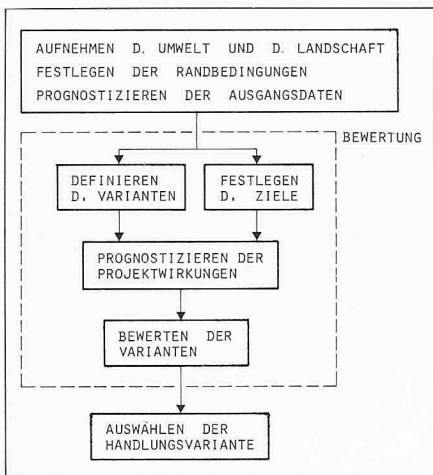 AUFNEHMEN D. UMWELT UND D. LANDSCHAFT
FESTLEGEN DER RANDBEDINGUNGEN
PROGNOSTIZIEREN DER AUSGANGSDATEN
BEWERTUNG
DEFINIEREN
D. VARIANTEN
FESTLEGEN
D. ZIELE
PROGNOSTIZIEREN DER
PROJEKTWIRKUNGEN
BEWERTEN DER
VARIANTEN
AUSWÄHLEN DER
HANDLUNGSVARIANTE